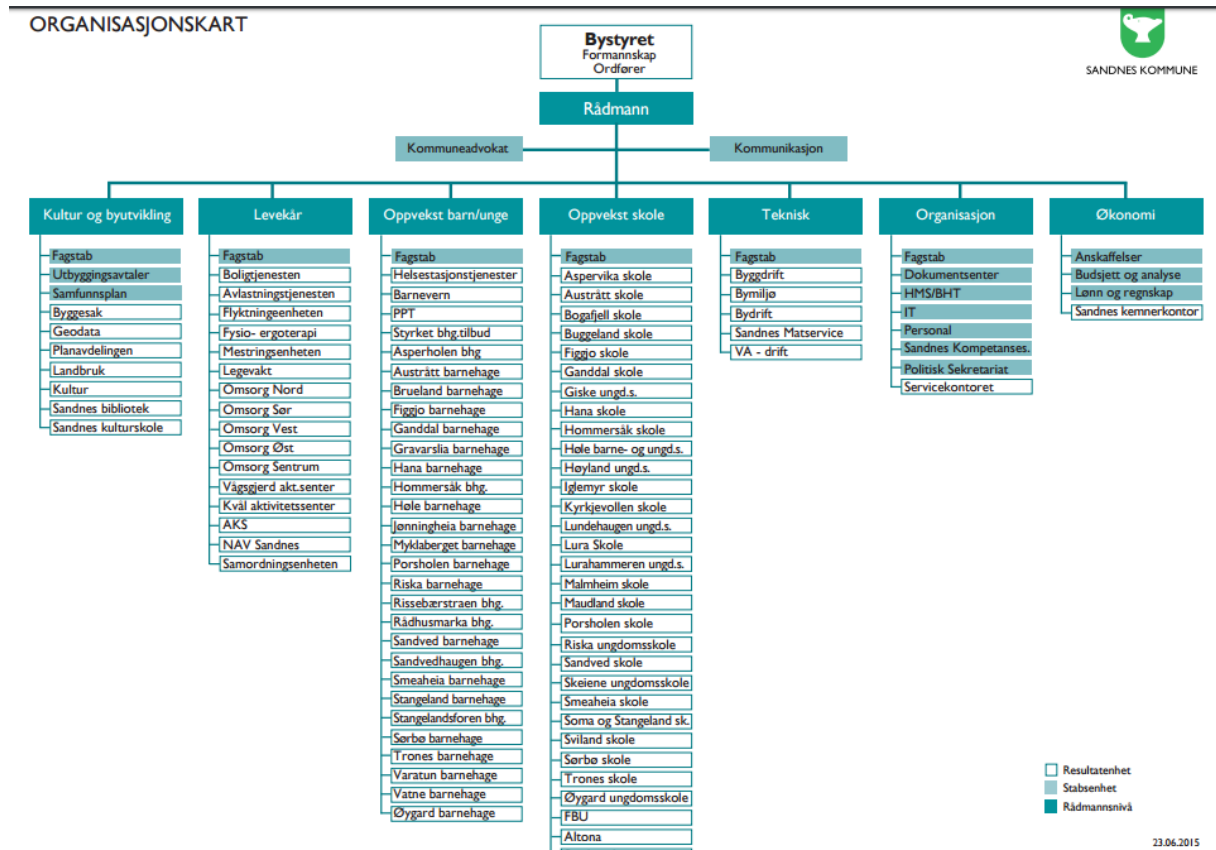 ORGANISASJONSKART
Bystyret
Formannskap
Ordfører
SANDNES KOMMUNE
Rådmann
Kommuneadvokat
Kommunikasjon
Kultur og byutvikling
Fagstab
Utbyggingsavtaler
Samfunnsplan
Byggesak
Geodata
Planavdelingen
Landbruk
Kultur
Sandnes bibliotek
Sandnes kulturskole
Levekår
Fagstab
Boligtjenesten
Avlastningstjenesten
Flyktningeenheten
Fysio- ergoterapi
Mestringsenheten
Legevakt
Omsorg Nord
Omsorg Sør
Omsorg Vest
Omsorg Øst
Omsorg Sentrum
Vågsgjerd akt.senter
Kvål aktivitetssenter
AKS
NAV Sandnes
Samordningsenheten
Oppvekst barn/unge
Fagstab
Helsestasjonstjenester
Barnevern
PPT
Styrket bhg.tilbud
Asperholen bhg
Austrått barnehage
Brueland barnehage
Figgjo barnehage
Ganddal barnehage
Gravarslia barnehage
Hana barnehage
Hommersåk bhg.
Høle barnehage
Jønningheia barnehage
Myklaberget barnehage
Porsholen barnehage
Riska barnehage
Rissebærstraen bhg.
Rådhusmarka bhg.
Sandved barnehage
Sandvedhaugen bhg.
Smeaheia barnehage
Stangeland barnehage
Stangelandsforen bhg.
Sørbø barnehage
Trones barnehage
Varatun barnehage
Vatne barnehage
Øygard barnehage
Oppvekst skole
Fagstab
Aspervika skole
Austrått skole
Bogafjell skole
Buggeland skole
Figgjo skole
Ganddal skole
Giske ungd.s.
Hana skole
Hommersåk skole
Høle barne- og ungd.s.
Høyland ungd.s.
Iglemyr skole
Kyrkjevollen skole
Lundehaugen ungd.s.
Lura Skole
Lurahammeren ungd.s.
Malmheim skole
Maudland skole
Porsholen skole
Riska ungdomsskole
Sandved skole
Skeiene ungdomsskole
Smeaheia skole
Soma og Stangeland sk.
Sviland skole
Sørbø skole
Trones skole
Øygard ungdomsskole
FBU
Altona
Teknisk
Fagstab
Byggdrift
Bymiljø
Bydrift
Sandnes Matservice
VA - drift
Organisasjon
Fagstab
Dokumentsenter
HMS/BHT
IT
Personal
Sandnes Kompetanses.
Politisk Sekretariat
Servicekontoret
Økonomi
Anskaffelser
Budsjett og analyse
Lønn og regnskap
Sandnes kemnerkontor
Resultatenhet
Stabsenhet
Rådmannsnivå
23.06.2015